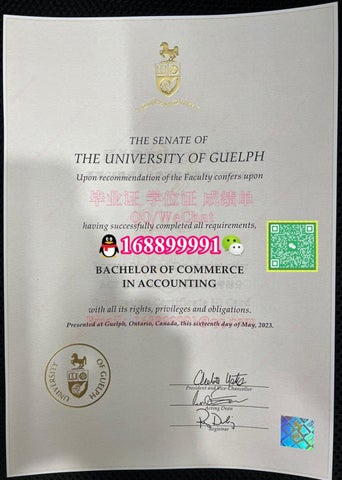 THE SENATE OF
THE UNIVERSITY OF GUELPH
Upon recommendation of the Faculty confers upon
毕业证 学位证 成绩单
QQ/WeChat
having successfully completed all requirements,
168899991
BACHELOR OF COMMERCE
IN ACCOUNTING
with all its rights, privileges and obligations.
Presented at Guelph, Ontario, Canada, this sixteenth day of May, 2023.
President and Vice-Chancellor
Acting Dean
Registrar
UNIVERSITY OF GUELPH